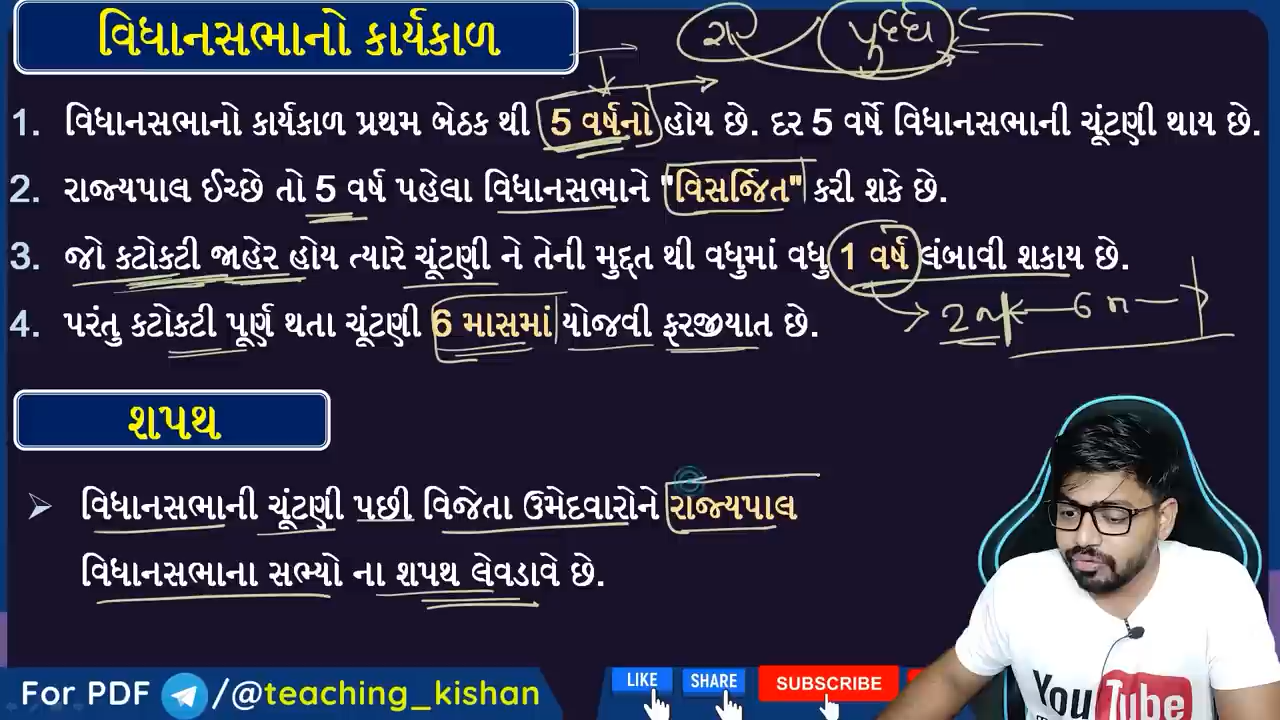 વિધાનસભાનો કાર્યકાળ
યુદ્ધ
1. વિધાનસભાનો કાર્યકાળ પ્રથમ બેઠક થી 5 વર્ષનો હોય છે. દર 5 વર્ષે વિધાનસભાની ચૂંટણી થાય છે.
2. રાજ્યપાલ ઈચ્છે તો 5 વર્ષ પહેલા વિધાનસભાને "વિસર્જિત" કરી શકે છે.
3. જો કટોકટી જાહેર હોય ત્યારે ચૂંટણી ને તેની મુદ્દત થી વધુમાં વધુ 1 વર્ષ લંબાવી શકાય છે.
4. પરંતુ કટોકટી પૂર્ણ થતા ચૂંટણી 6 માસમાં યોજવી ફરજીયાત છે.
શપથ
➢ વિધાનસભાની ચૂંટણી પછી વિજેતા ઉમેદવારોને રાજ્યપાલ
વિધાનસભાના સભ્યો ના શપથ લેવડાવે છે.
For PDF /@teaching_kishan
LIKE SHARE SUBSCRIBE
YouTube